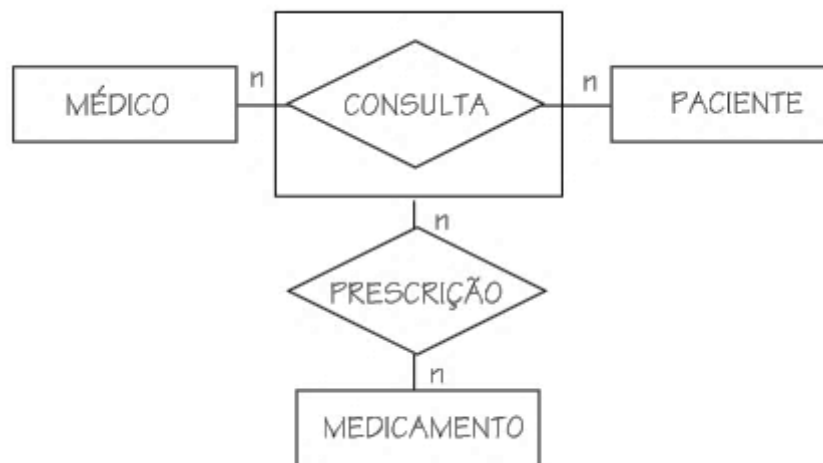 MÉDICO
n
CONSULTA
n
PACIENTE
n
PRESCRIÇÃO
n
MEDICAMENTO